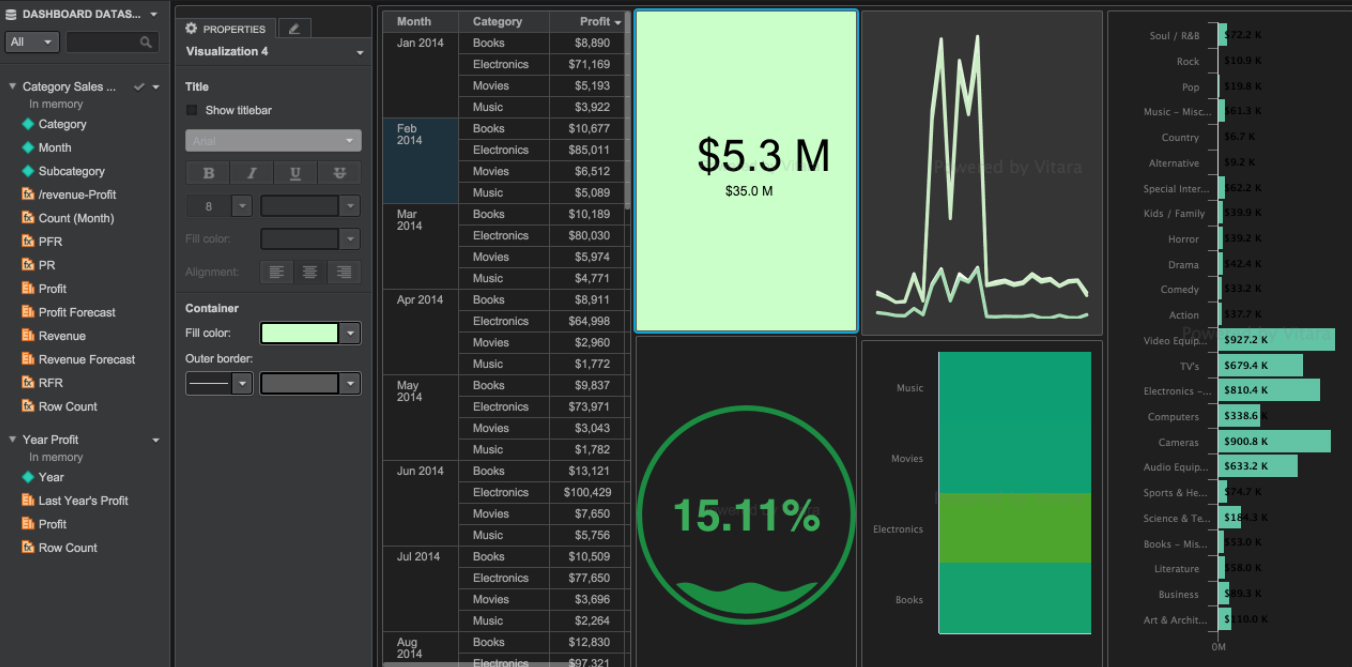 DASHBOARD DATAS...
All
Category Sales ...
In memory
Category
Month
Subcategory
/revenue-Profit
Count (Month)
PFR
PR
Profit
Profit Forecast
Revenue
Revenue Forecast
RFR
Row Count
Year Profit
In memory
Year
Last Year's Profit
Profit
Row Count
PROPERTIES
Visualization 4
Title
Show titlebar
Arial
B I U S
8
Fill color:
Alignment:
Container
Fill color:
Outer border:
Month Category Profit
Jan 2014 Books $8,890
Electronics $71,169
Movies $5,193
Music $3,922
Feb 2014 Books $10,677
Electronics $85,011
Movies $6,512
Music $5,089
Mar 2014 Books $10,189
Electronics $80,030
Movies $5,974
Music $4,771
Apr 2014 Books $8,911
Electronics $64,998
Movies $2,960
Music $1,772
May 2014 Books $9,837
Electronics $73,971
Movies $3,043
Music $1,782
Jun 2014 Books $13,121
Electronics $100,429
Movies $7,650
Music $5,756
Jul 2014 Books $10,509
Electronics $77,650
Movies $3,696
Music $2,264
Aug 2014 Books $12,830
Electronics $97,321
$5.3 M
$35.0 M
15.11%
Powered by Vitara
Music
Movies
Electronics
Books
Soul / R&B $72.2 K
Rock $10.9 K
Pop $19.8 K
Music – Misc... $61.3 K
Country $6.7 K
Alternative $9.2 K
Special Inter... $62.2 K
Kids / Family $39.9 K
Horror $39.2 K
Drama $42.4 K
Comedy $33.2 K
Action $37.7 K
Powered by Vitara
Video Equip... $927.2 K
TV's $679.4 K
Electronics –... $810.4 K
Computers $338.6 K
Cameras $900.8 K
Audio Equip... $633.2 K
Sports & He... $74.7 K
Science & Te... $184.3 K
Books – Mis... $53.0 K
Literature $58.0 K
Business $89.3 K
Art & Archit... $110.0 K
0M